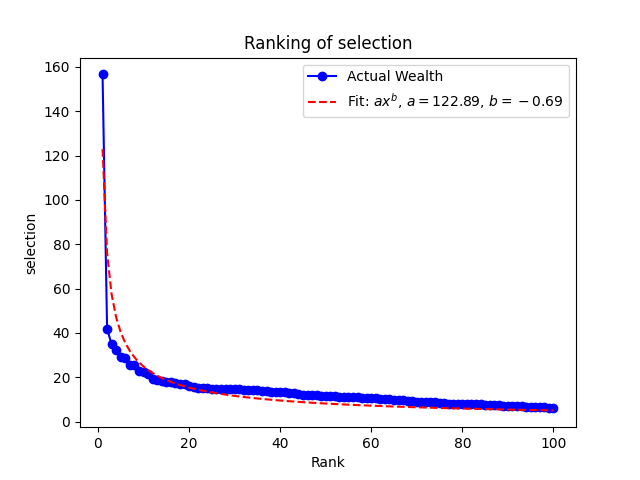 Ranking of selection
Actual Wealth
Fit: ax^b, a = 122.89, b = −0.69
160
140
120
100
80
60
40
20
0
selection
0 20 40 60 80 100
Rank